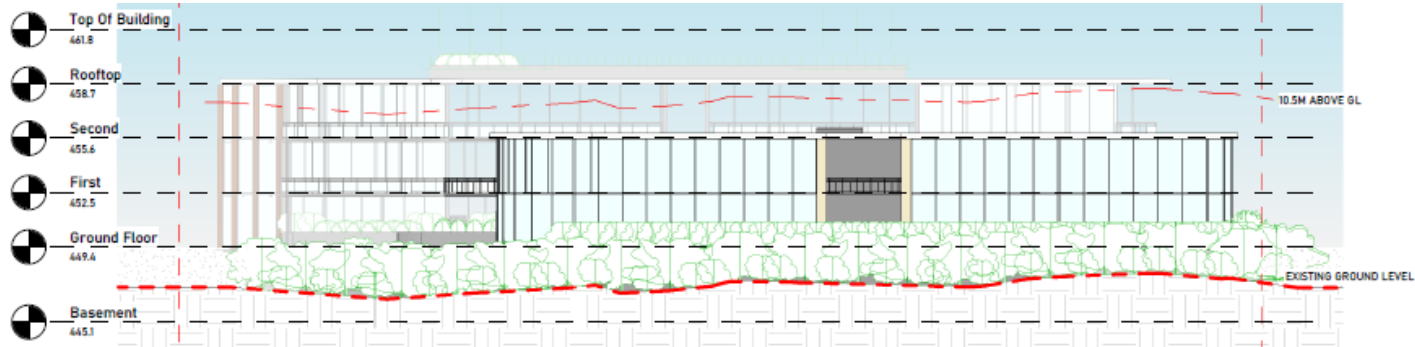 Top Of Building
461.8
Rooftop
458.7
10.5M ABOVE GL
Second
455.6
First
452.5
Ground Floor
449.4
EXISTING GROUND LEVEL
Basement
445.1